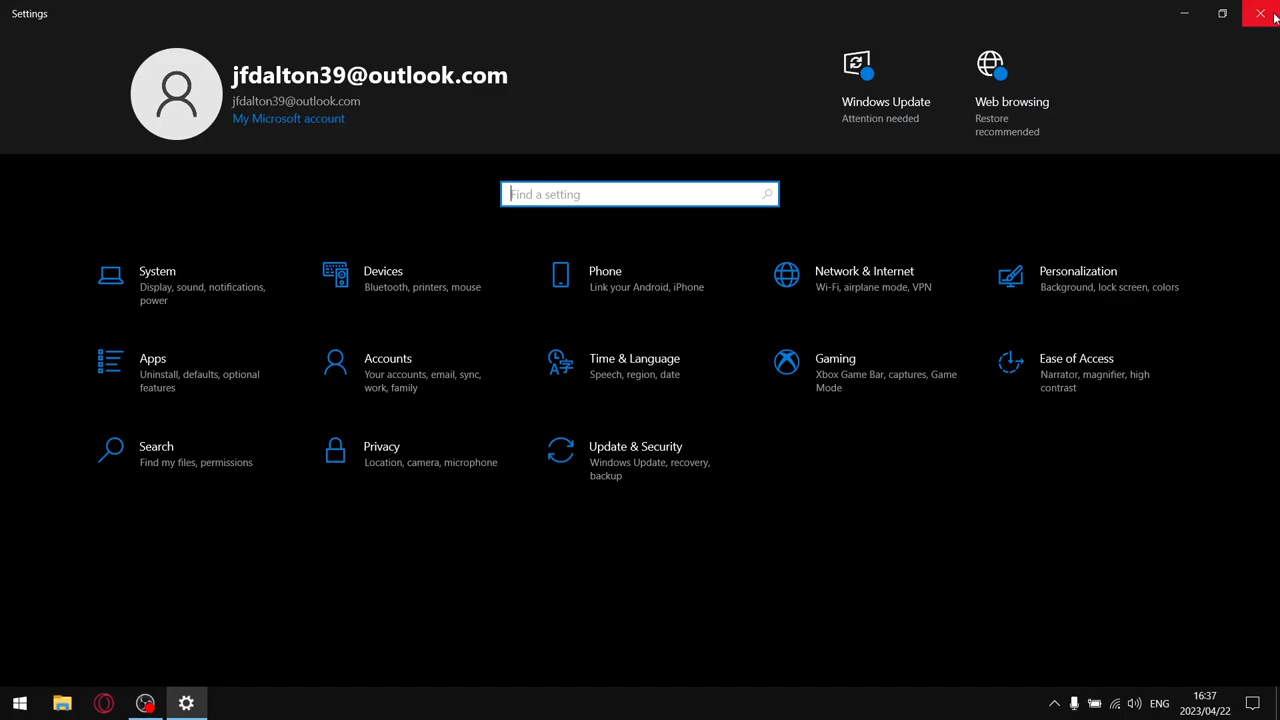 Settings
jfdalton39@outlook.com
jfdalton39@outlook.com
My Microsoft account
Windows Update
Attention needed
Web browsing
Restore
recommended
Find a setting
System
Display, sound, notifications,
power
Devices
Bluetooth, printers, mouse
Phone
Link your Android, iPhone
Network & Internet
Wi-Fi, airplane mode, VPN
Personalization
Background, lock screen, colors
Apps
Uninstall, defaults, optional
features
Accounts
Your accounts, email, sync,
work, family
Time & Language
Speech, region, date
Gaming
Xbox Game Bar, captures, Game
Mode
Ease of Access
Narrator, magnifier, high
contrast
Search
Find my files, permissions
Privacy
Location, camera, microphone
Update & Security
Windows Update, recovery,
backup
ENG
16:37
2023/04/22